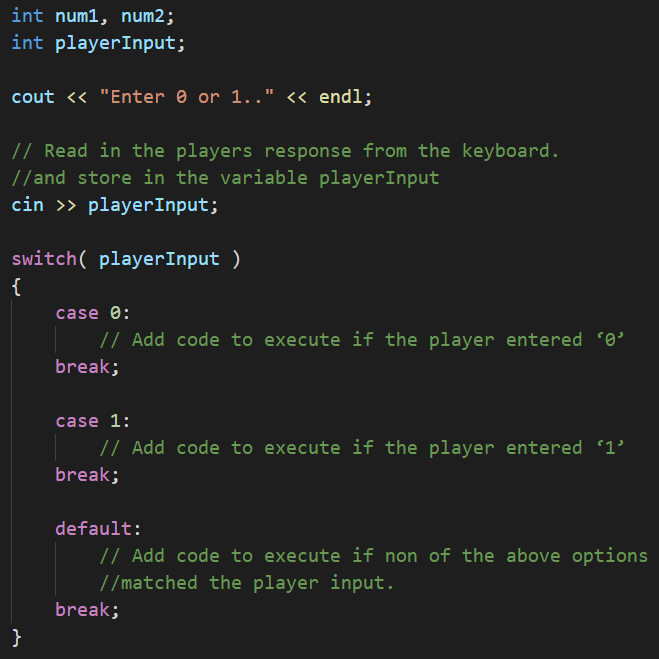 int num1, num2;
int playerInput;
cout << "Enter 0 or 1.." << endl;
// Read in the players response from the keyboard.
//and store in the variable playerInput
cin >> playerInput;
switch( playerInput )
{
    case 0:
        // Add code to execute if the player entered ‘0’
    break;
    case 1:
        // Add code to execute if the player entered ‘1’
    break;
    default:
        // Add code to execute if non of the above options
        //matched the player input.
    break;
}